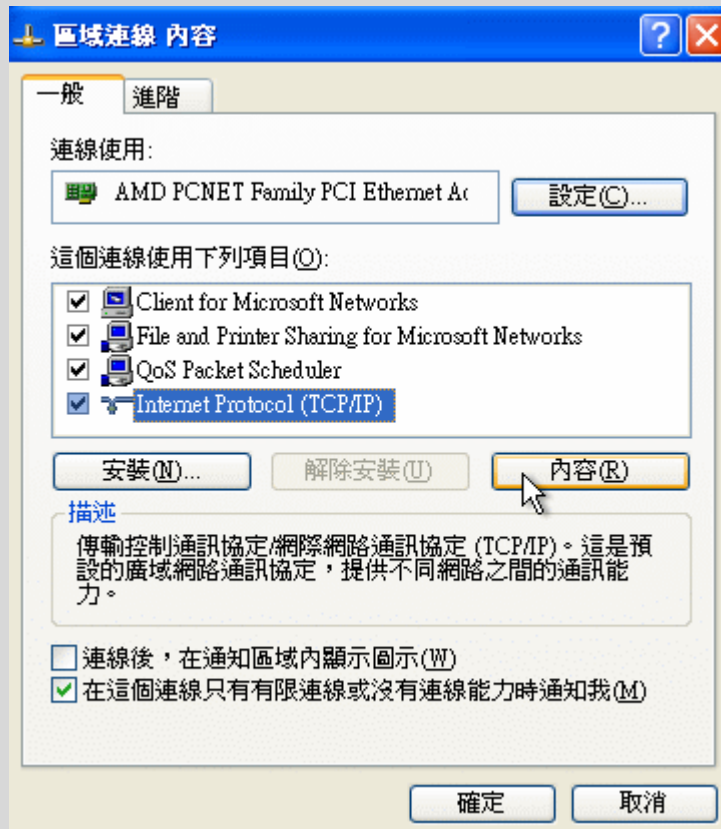 區域連線 內容
一般
進階
連線使用:
AMD PCNET Family PCI Ethernet Ac
設定(C)...
這個連線使用下列項目(O):
Client for Microsoft Networks
File and Printer Sharing for Microsoft Networks
QoS Packet Scheduler
Internet Protocol (TCP/IP)
安裝(N)...
解除安裝(U)
內容(R)
描述
傳輸控制通訊協定/網際網路通訊協定 (TCP/IP)。這是預
設的廣域網路通訊協定，提供不同網路之間的通訊能
力。
連線後，在通知區域內顯示圖示(W)
在這個連線只有有限連線或沒有連線能力時通知我(M)
確定
取消